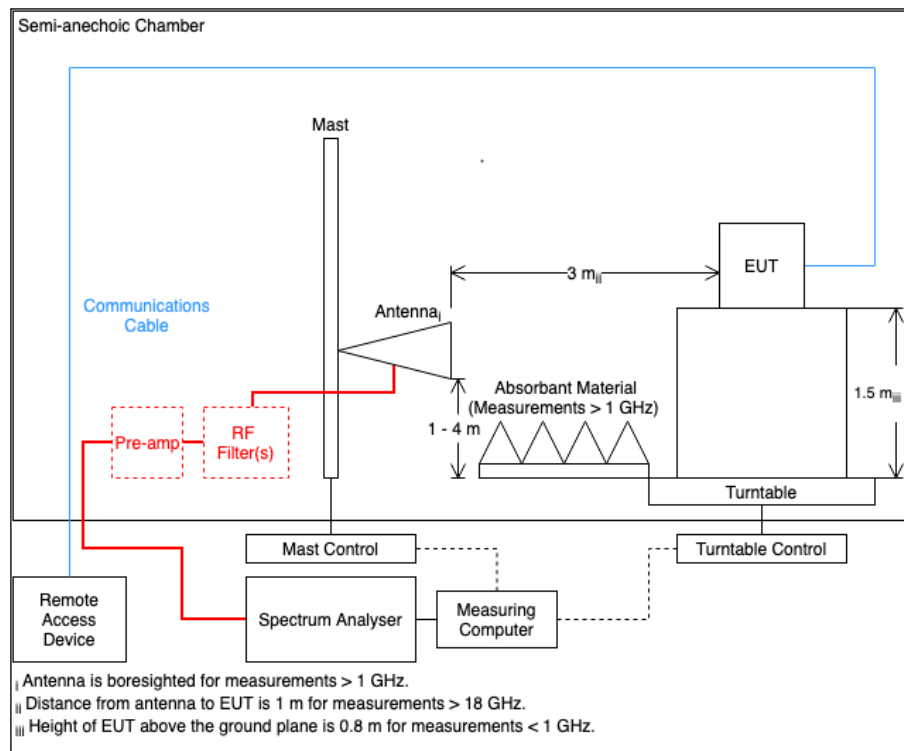 Semi-anechoic Chamber
Mast
EUT
3 mii
Communications
Cable
Antennai
Absorbant Material
(Measurements > 1 GHz)
1.5 miii
1 - 4 m
Pre-amp
RF
Filter(s)
Turntable
Mast Control
Turntable Control
Remote
Access
Device
Spectrum Analyser
Measuring
Computer
i Antenna is boresighted for measurements > 1 GHz.
ii Distance from antenna to EUT is 1 m for measurements > 18 GHz.
iii Height of EUT above the ground plane is 0.8 m for measurements < 1 GHz.